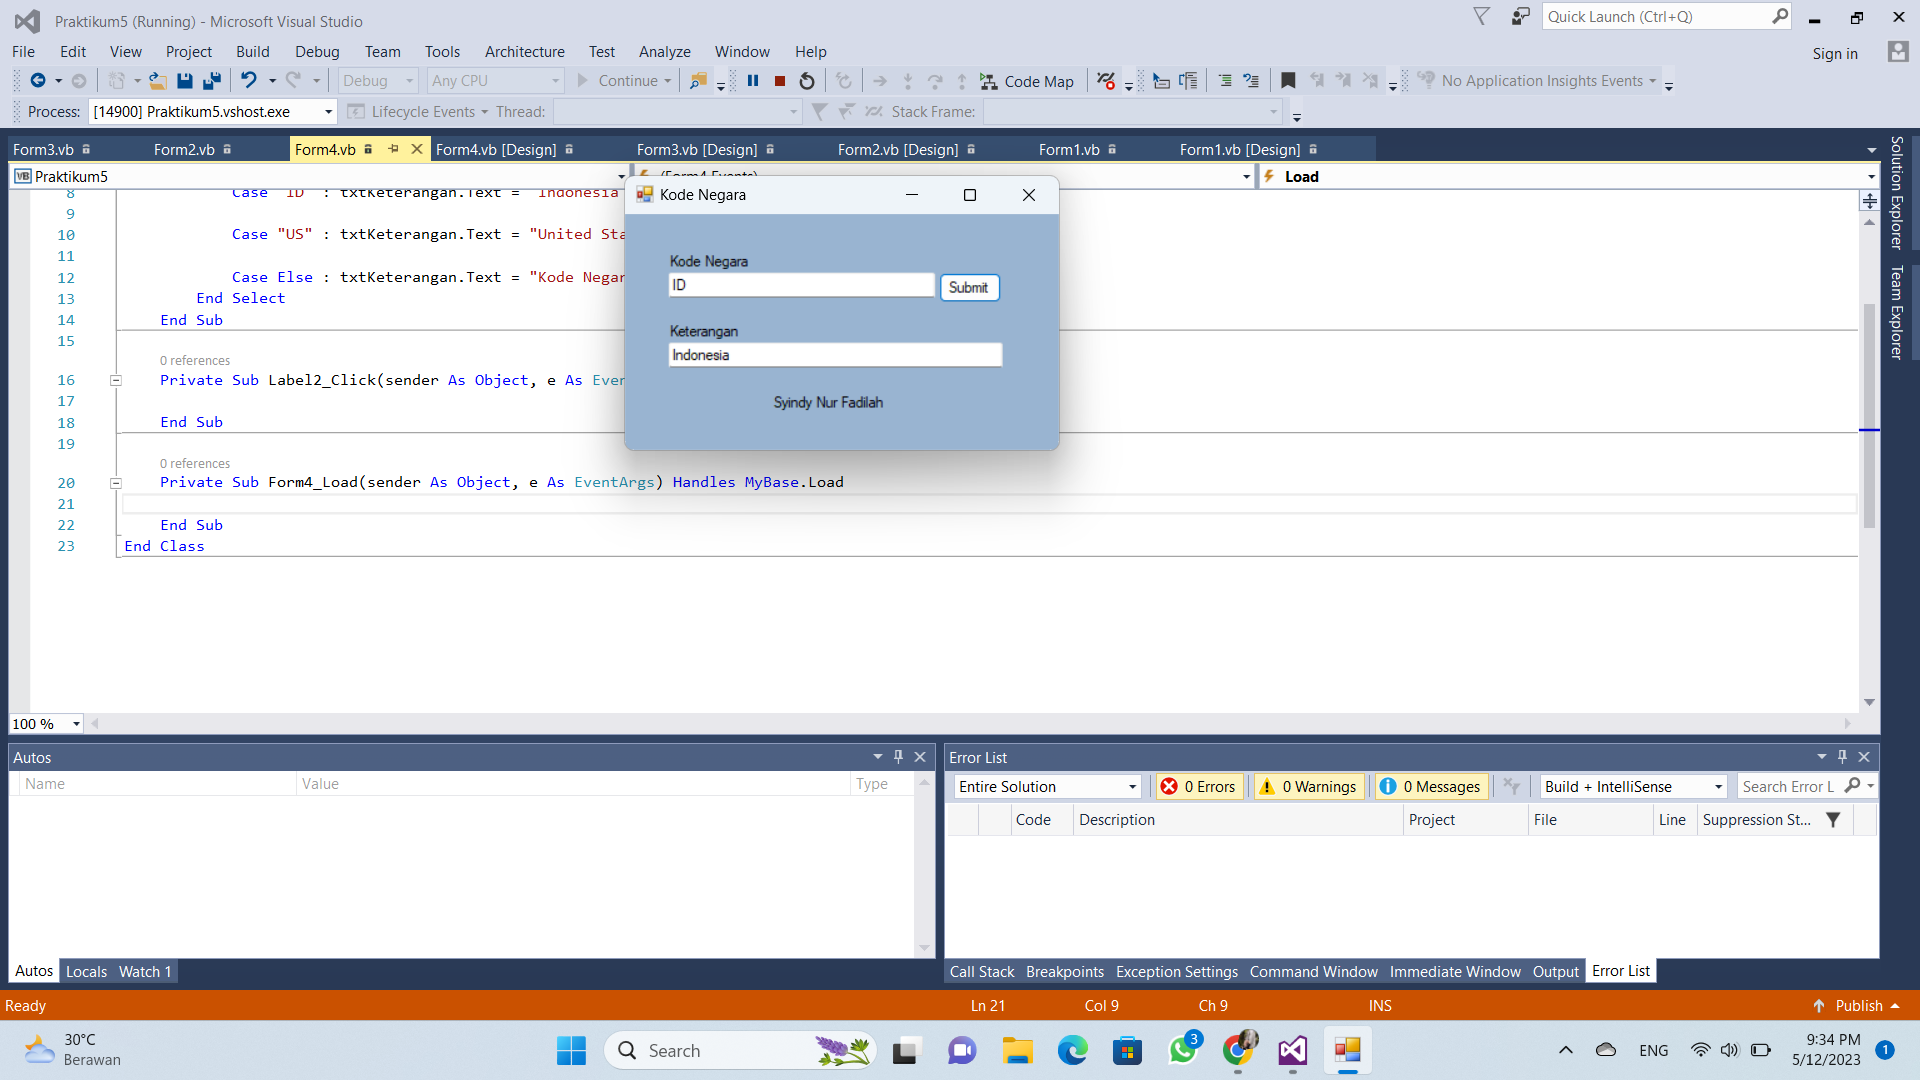 Praktikum5 (Running) - Microsoft Visual Studio
Quick Launch (Ctrl+Q)
File Edit View Project Build Debug Team Tools Architecture Test Analyze Window Help
Sign in
Debug Any CPU Continue Code Map No Application Insights Events
Process: [14900] Praktikum5.vshost.exe Lifecycle Events Thread: Stack Frame:
Form3.vb Form2.vb Form4.vb Form4.vb [Design] Form3.vb [Design] Form2.vb [Design] Form1.vb Form1.vb [Design]
Praktikum5 (Form4 Events) Load
8 Case "ID" : txtKeterangan.Text = "Indonesia
9
10 Case "US" : txtKeterangan.Text = "United Sta
11
12 Case Else : txtKeterangan.Text = "Kode Negar
13 End Select
14 End Sub
15
0 references
16 Private Sub Label2_Click(sender As Object, e As Even
17
18 End Sub
19
0 references
20 Private Sub Form4_Load(sender As Object, e As EventArgs) Handles MyBase.Load
21
22 End Sub
23 End Class
Kode Negara
Kode Negara
ID
Submit
Keterangan
Indonesia
Syindy Nur Fadilah
Solution Explorer
Team Explorer
100 %
Autos
Name Value Type
Autos Locals Watch 1
Error List
Entire Solution 0 Errors 0 Warnings 0 Messages Build + IntelliSense Search Error L
Code Description Project File Line Suppression St...
Call Stack Breakpoints Exception Settings Command Window Immediate Window Output Error List
Ready Ln 21 Col 9 Ch 9 INS Publish
30°C
Berawan
Search
3
ENG
9:34 PM
5/12/2023
1